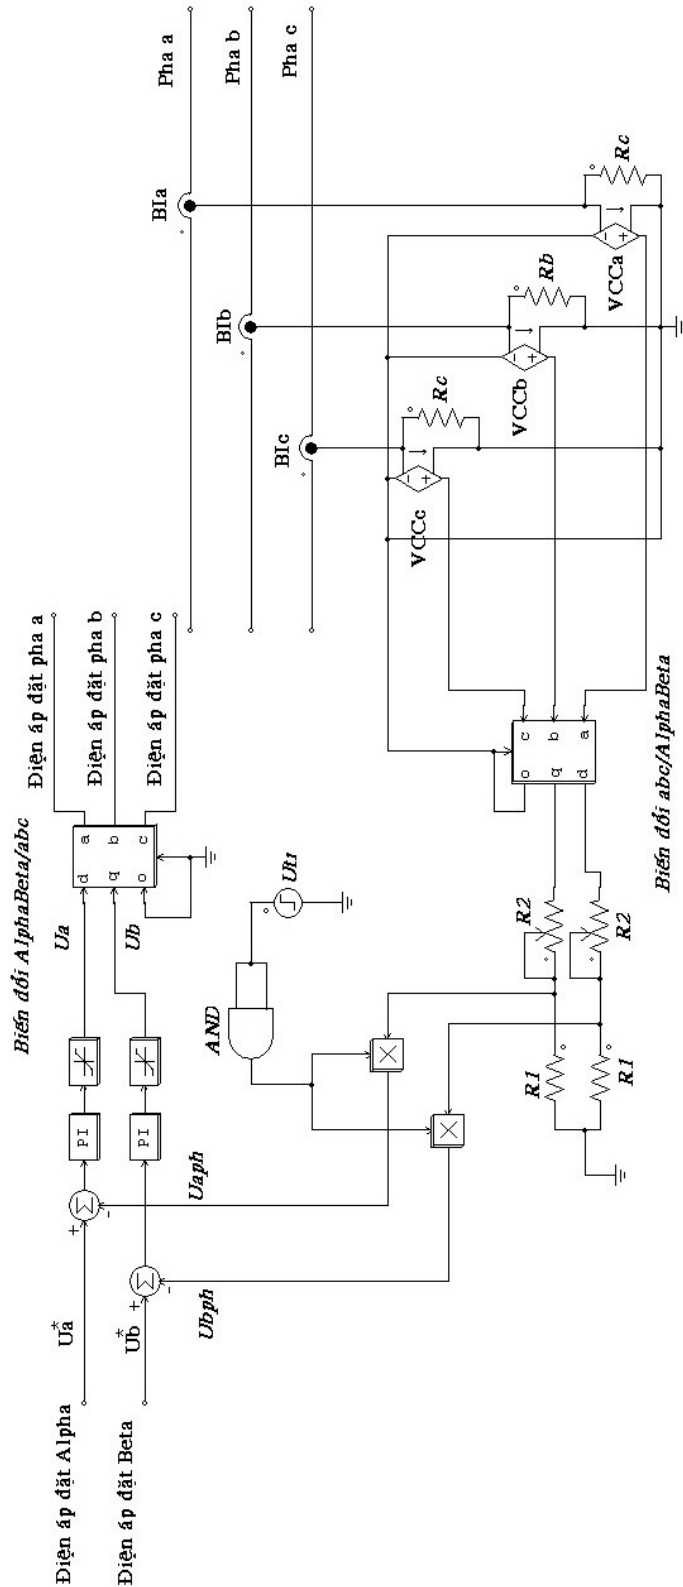 Điện áp đặt Alpha
Ua*
+
-
Σ
PI
Ua
Biến đổi AlphaBeta/abc
d
q
o
a
b
c
Điện áp đặt pha a
Điện áp đặt pha b
Điện áp đặt pha c
Điện áp đặt Beta
Ub*
+
-
Σ
PI
Ub
Uaph
Ubph
AND
Ut1
X
X
R1
R1
R2
R2
o
q
d
c
b
a
Biến đổi abc/AlphaBeta
BIa
BIb
BIc
Pha a
Pha b
Pha c
Rc
Rb
Rc
-
+
-
+
-
+
VCCc
VCCb
VCCa